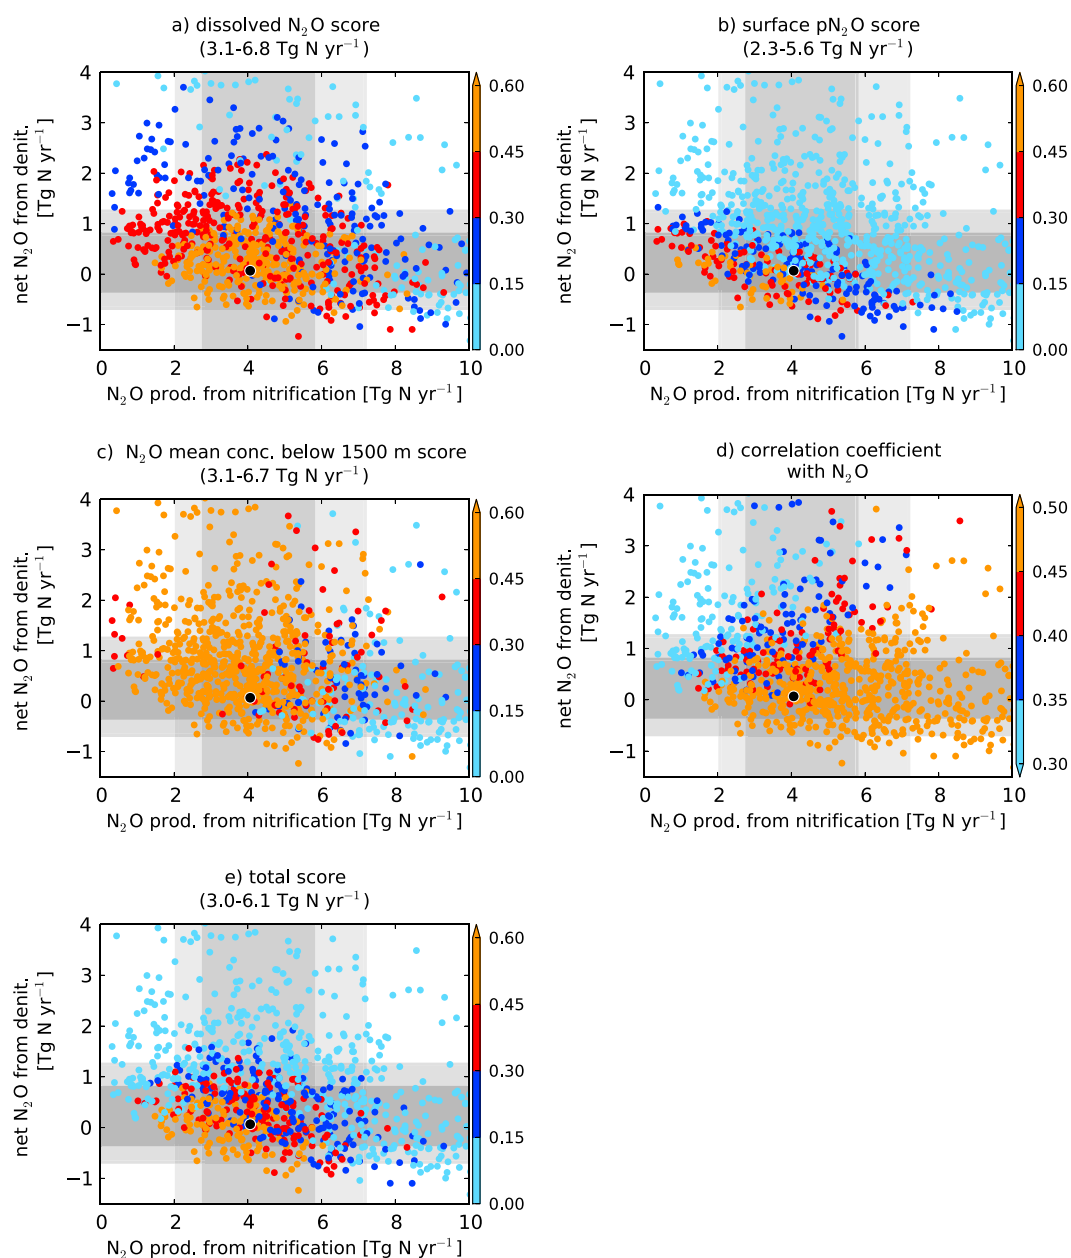 a) dissolved N₂O score
(3.1-6.8 Tg N yr⁻¹)
net N₂O from denit.
[Tg N yr⁻¹]
4
3
2
1
0
−1
0 2 4 6 8 10
N₂O prod. from nitrification [Tg N yr⁻¹]
0.60
0.45
0.30
0.15
0.00
b) surface pN₂O score
(2.3-5.6 Tg N yr⁻¹)
net N₂O from denit.
[Tg N yr⁻¹]
4
3
2
1
0
−1
0 2 4 6 8 10
N₂O prod. from nitrification [Tg N yr⁻¹]
0.60
0.45
0.30
0.15
0.00
c) N₂O mean conc. below 1500 m score
(3.1-6.7 Tg N yr⁻¹)
net N₂O from denit.
[Tg N yr⁻¹]
4
3
2
1
0
−1
0 2 4 6 8 10
N₂O prod. from nitrification [Tg N yr⁻¹]
0.60
0.45
0.30
0.15
0.00
d) correlation coefficient
with N₂O
net N₂O from denit.
[Tg N yr⁻¹]
4
3
2
1
0
−1
0 2 4 6 8 10
N₂O prod. from nitrification [Tg N yr⁻¹]
0.50
0.45
0.40
0.35
0.30
e) total score
(3.0-6.1 Tg N yr⁻¹)
net N₂O from denit.
[Tg N yr⁻¹]
4
3
2
1
0
−1
0 2 4 6 8 10
N₂O prod. from nitrification [Tg N yr⁻¹]
0.60
0.45
0.30
0.15
0.00